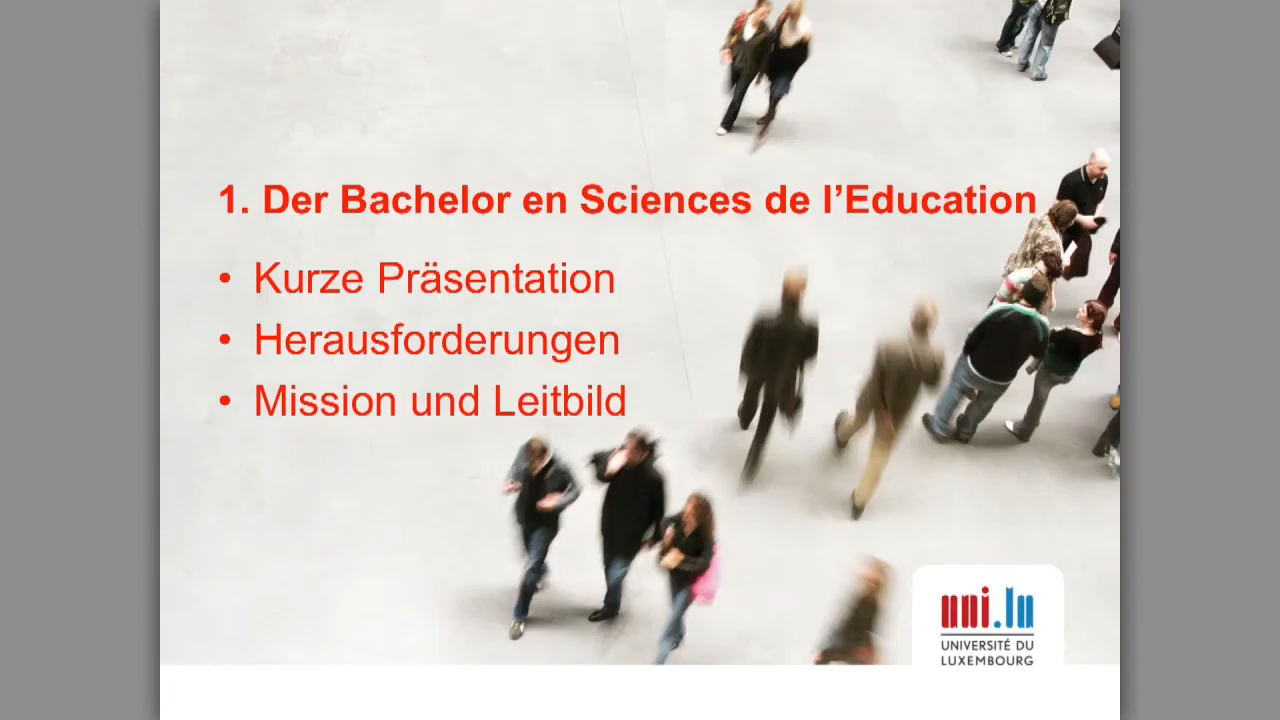 1. Der Bachelor en Sciences de l’Education
• Kurze Präsentation
• Herausforderungen
• Mission und Leitbild
uni.lu
UNIVERSITÉ DU
LUXEMBOURG